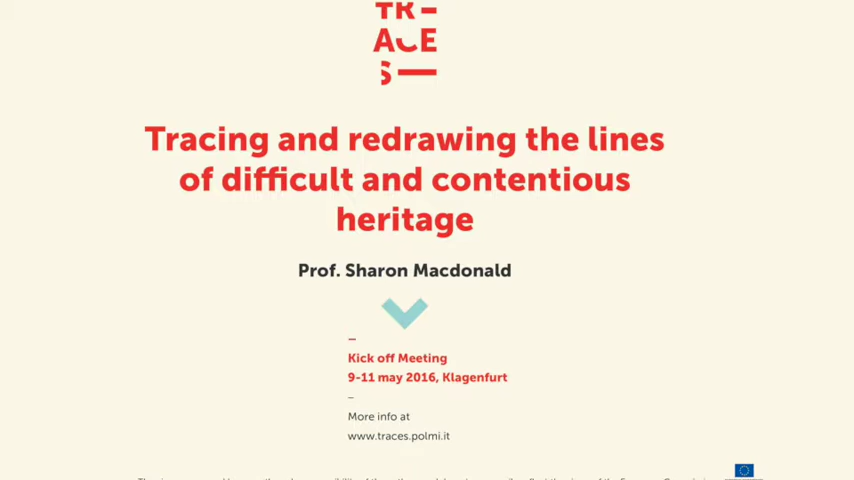 TR–
ACE
S—
Tracing and redrawing the lines
of difficult and contentious
heritage
Prof. Sharon Macdonald
–
Kick off Meeting
9-11 may 2016, Klagenfurt
–
More info at
www.traces.polmi.it